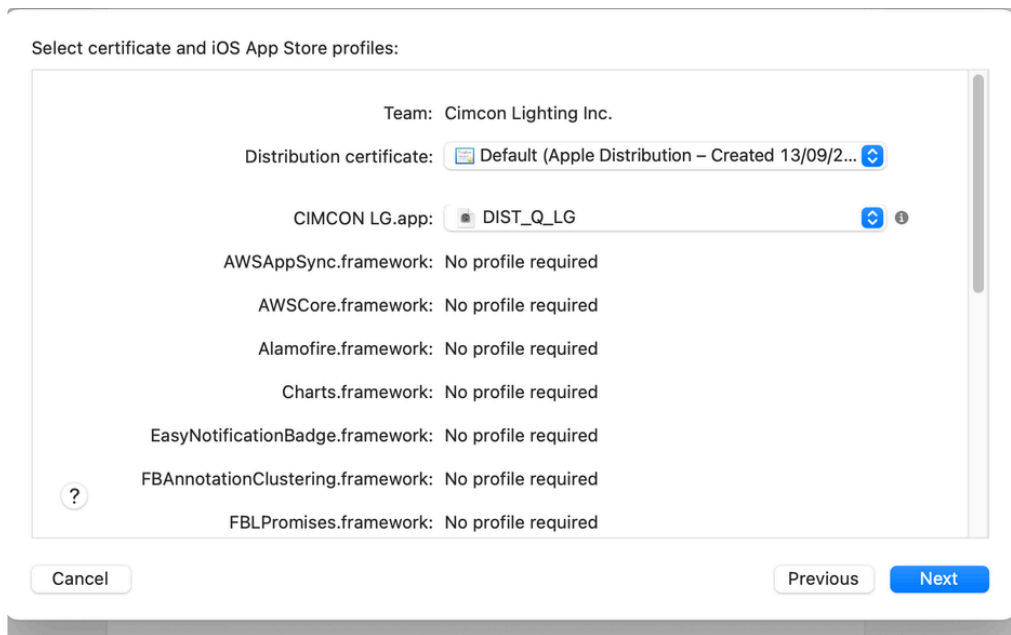 Select certificate and iOS App Store profiles:
Team: Cimcon Lighting Inc.
Distribution certificate: Default (Apple Distribution – Created 13/09/2...
CIMCON LG.app: DIST_Q_LG
AWSAppSync.framework: No profile required
AWSCore.framework: No profile required
Alamofire.framework: No profile required
Charts.framework: No profile required
EasyNotificationBadge.framework: No profile required
FBAnnotationClustering.framework: No profile required
?
FBLPromises.framework: No profile required
Cancel Previous Next